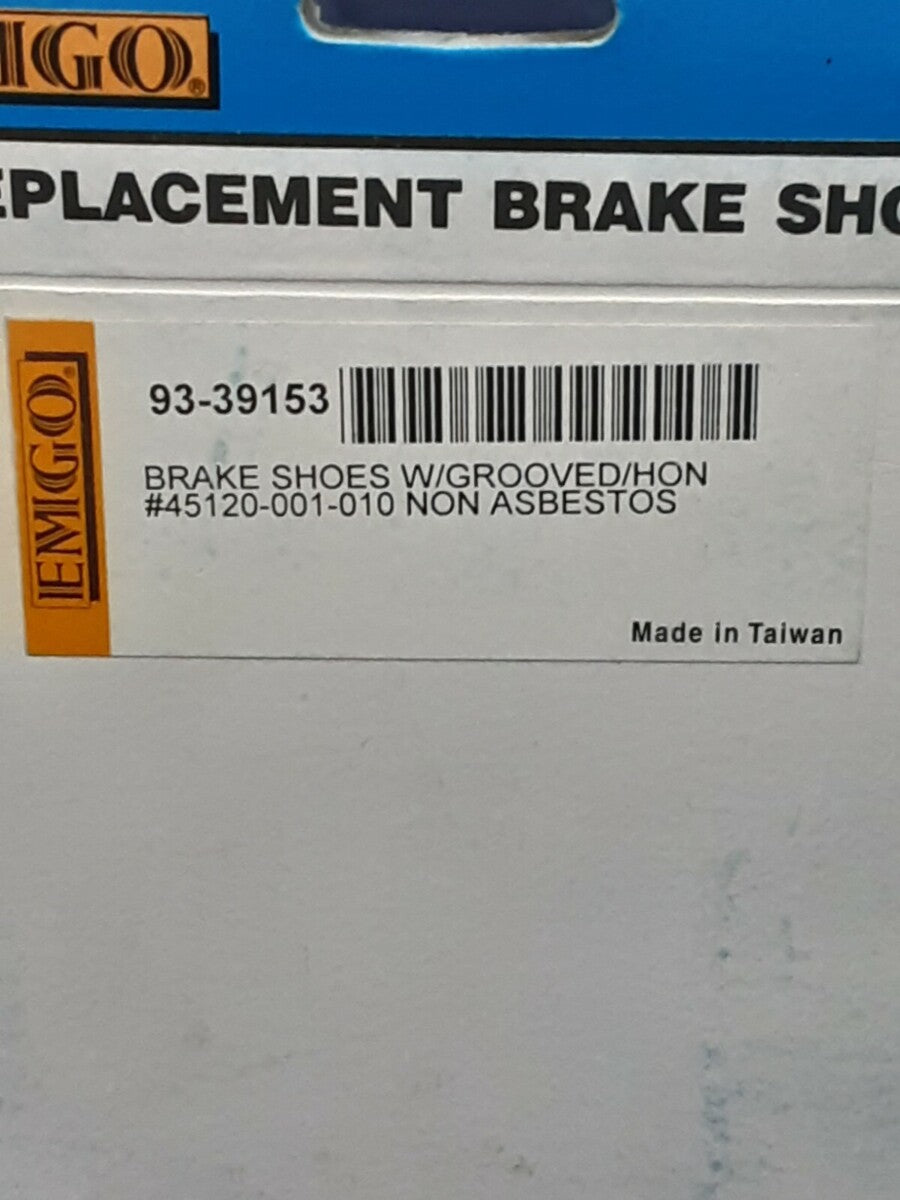 IGO®
EPLACEMENT BRAKE SHO
EMGO®
93-39153
BRAKE SHOES W/GROOVED/HON
#45120-001-010 NON ASBESTOS
Made in Taiwan